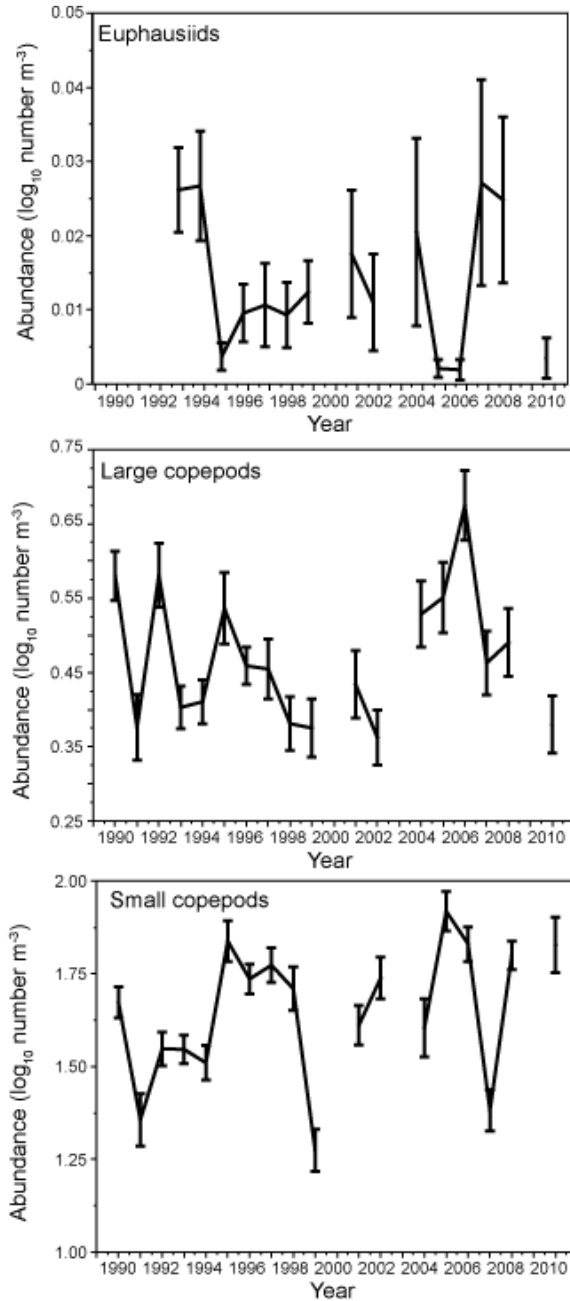 Euphausiids
Abundance (log₁₀ number m⁻³)
0.05
0.04
0.03
0.02
0.01
0
1990 1992 1994 1996 1998 2000 2002 2004 2006 2008 2010
Year
Large copepods
Abundance (log₁₀ number m⁻³)
0.75
0.65
0.55
0.45
0.35
0.25
1990 1992 1994 1996 1998 2000 2002 2004 2006 2008 2010
Year
Small copepods
Abundance (log₁₀ number m⁻³)
2.00
1.75
1.50
1.25
1.00
1990 1992 1994 1996 1998 2000 2002 2004 2006 2008 2010
Year